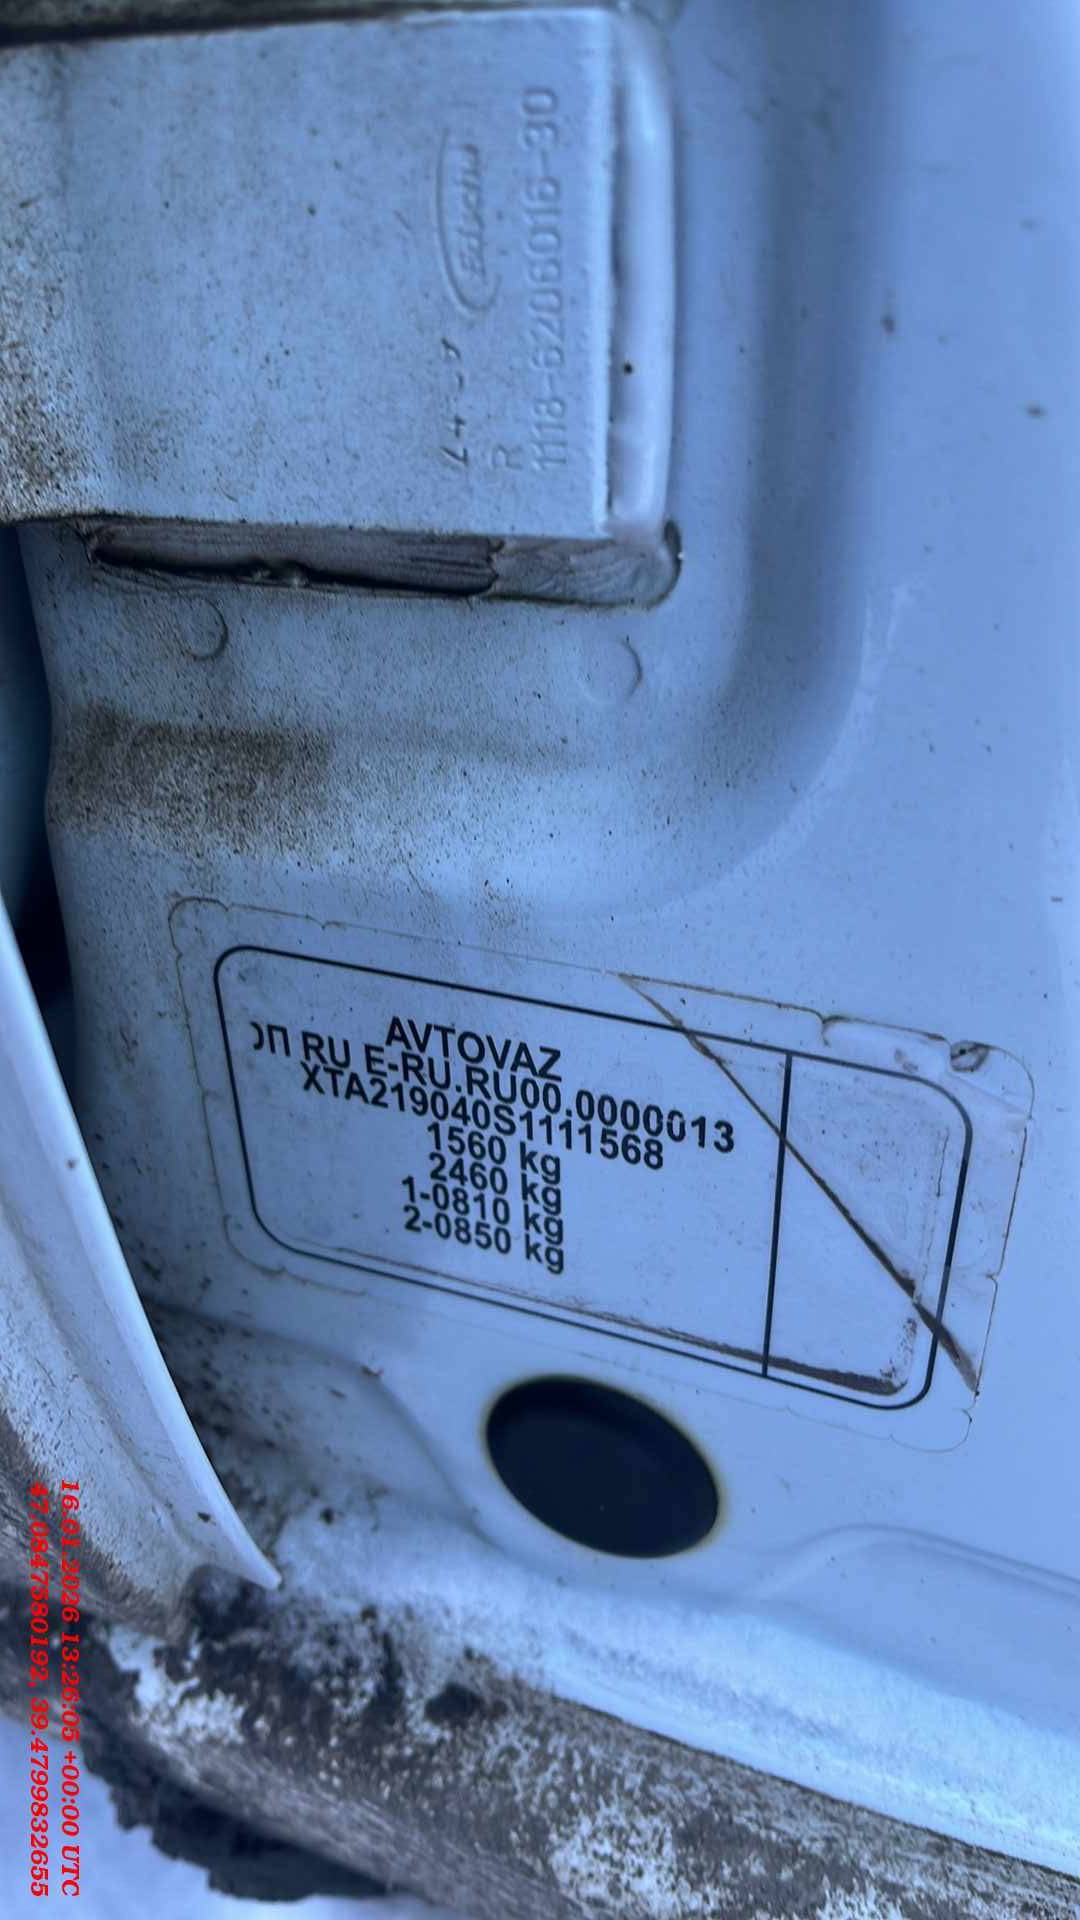 Edscha
1118-6206016-30
R
AVTOVAZ
ОП RU E-RU.RU00.0000013
XTA219040S1111568
1560 kg
2460 kg
1-0810 kg
2-0850 kg
16.01.2026 13:26:05 +00:00 UTC
47.0847580192, 39.4799832655